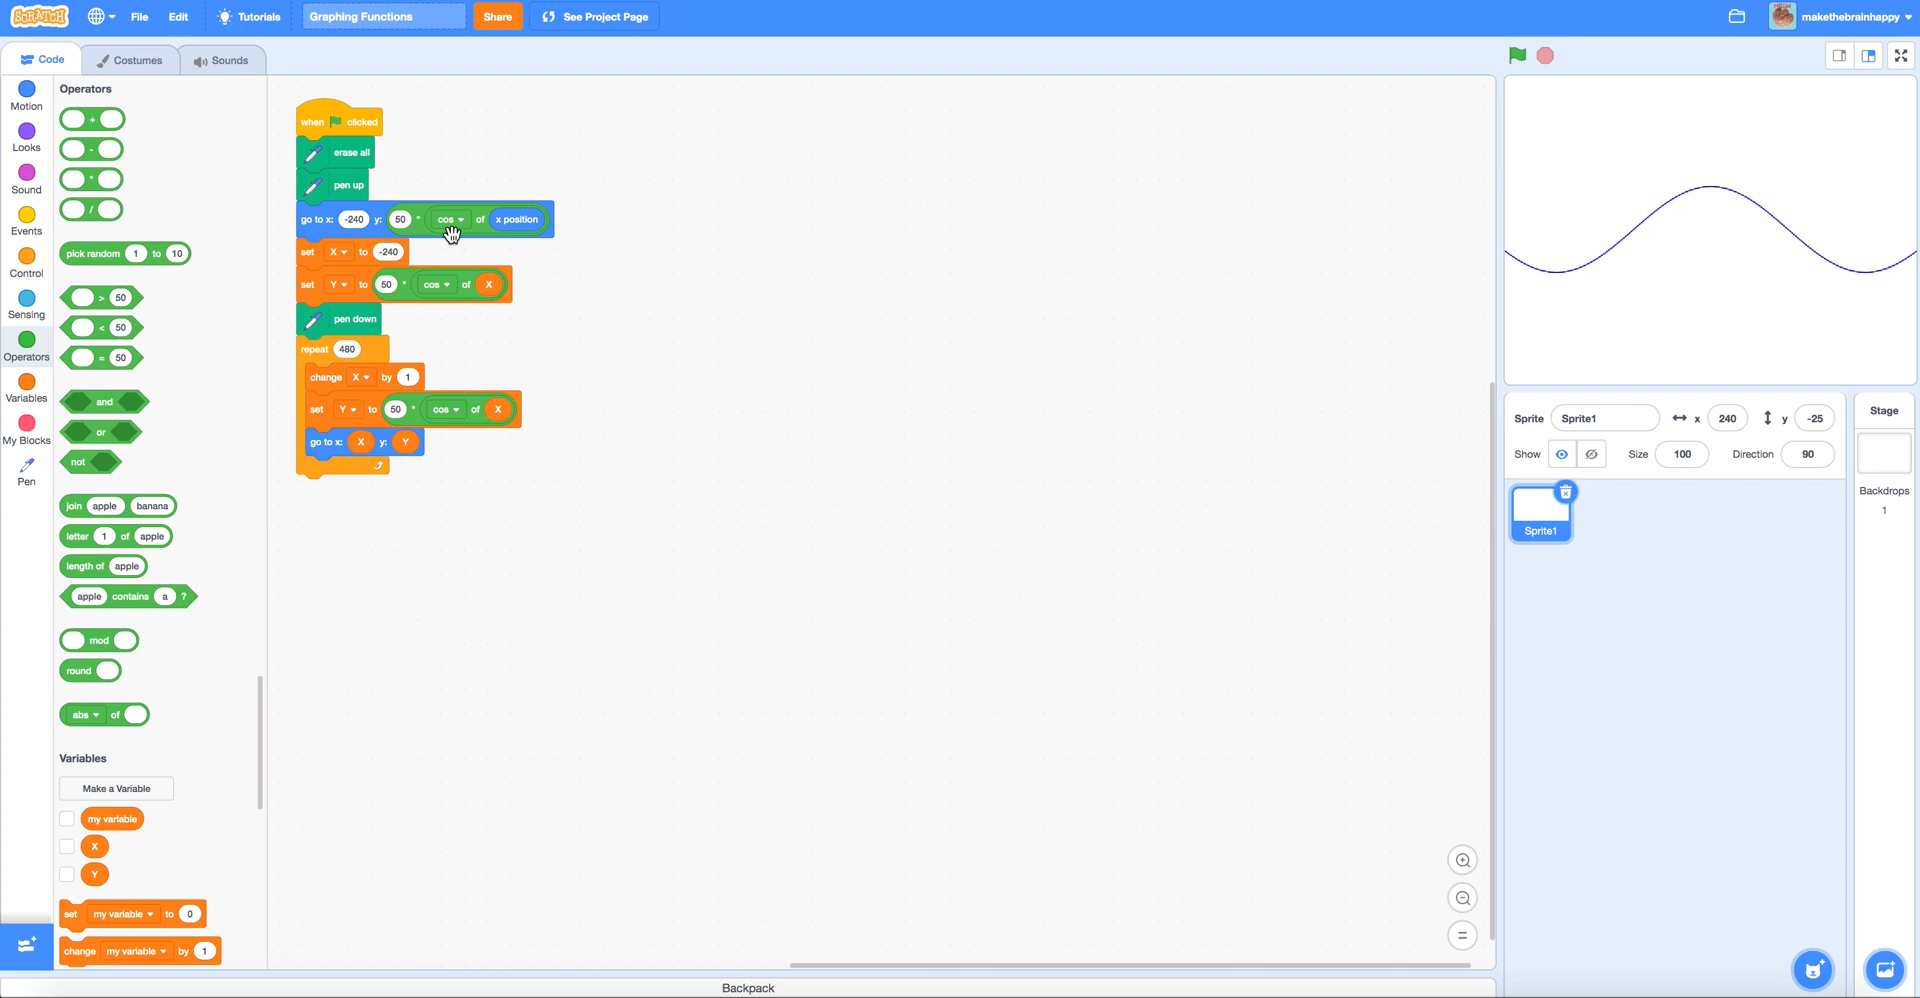 SCRATCH File Edit Tutorials Graphing Functions Share See Project Page makethebrainhappy
Code Costumes Sounds
Motion
Looks
Sound
Events
Control
Sensing
Operators
Variables
My Blocks
Pen
Operators
+
-
*
/
pick random 1 to 10
> 50
< 50
= 50
and
or
not
join apple banana
letter 1 of apple
length of apple
apple contains a ?
mod
round
abs of
Variables
Make a Variable
my variable
X
Y
set my variable to 0
change my variable by 1
when clicked
erase all
pen up
go to x: -240 y: 50 * cos of x position
set X to -240
set Y to 50 * cos of X
pen down
repeat 480
change X by 1
set Y to 50 * cos of X
go to x: X y: Y
Backpack
Sprite Sprite1 x 240 y -25
Show Size 100 Direction 90
Sprite1
Stage
Backdrops
1